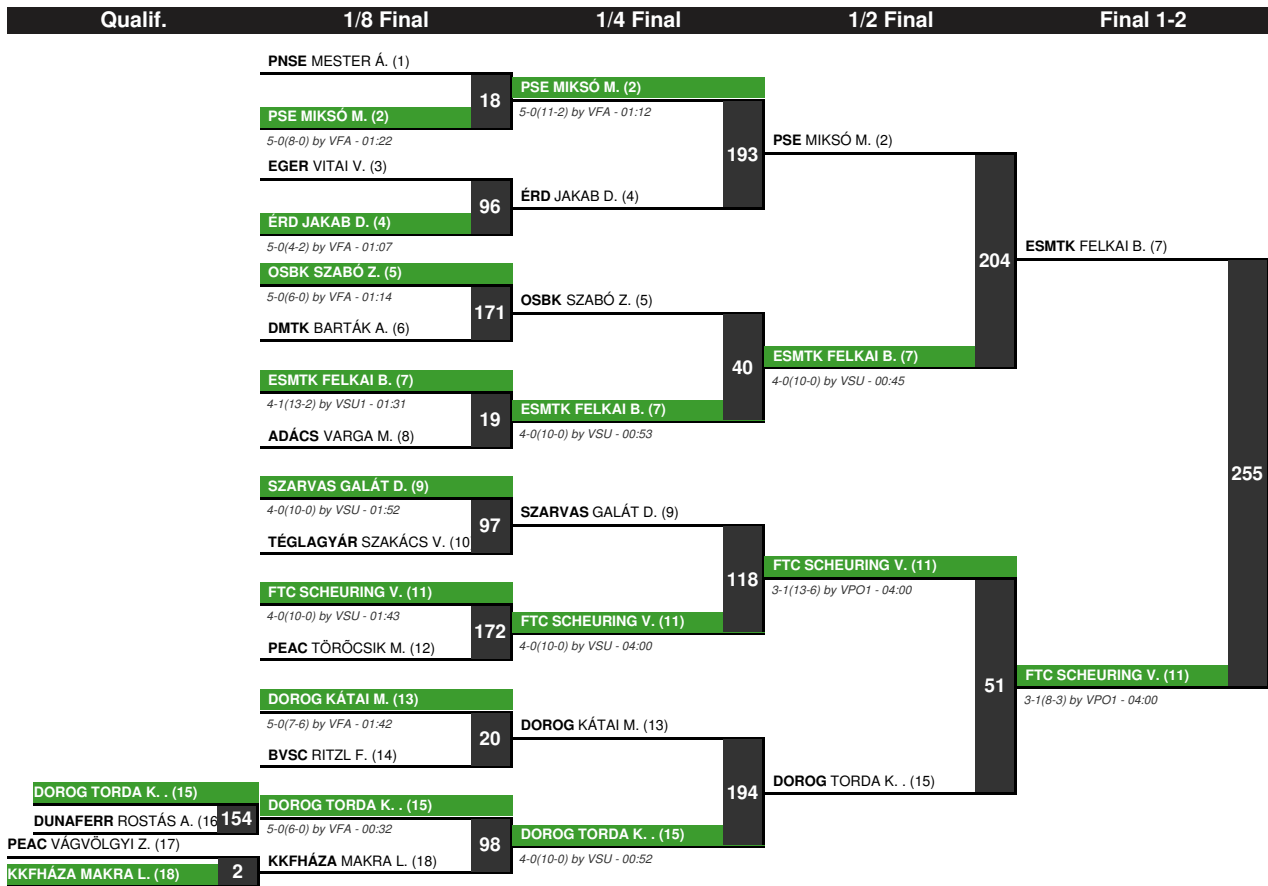 Qualif. 1/8 Final 1/4 Final 1/2 Final Final 1-2
PNSE MESTER Á. (1)
18
PSE MIKSÓ M. (2)
5-0(8-0) by VFA - 01:22
EGER VITAI V. (3)
96
ÉRD JAKAB D. (4)
5-0(4-2) by VFA - 01:07
OSBK SZABÓ Z. (5)
5-0(6-0) by VFA - 01:14
171
DMTK BARTÁK A. (6)
ESMTK FELKAI B. (7)
4-1(13-2) by VSU1 - 01:31
19
ADÁCS VARGA M. (8)
SZARVAS GALÁT D. (9)
4-0(10-0) by VSU - 01:52
97
TÉGLAGYÁR SZAKÁCS V. (10
FTC SCHEURING V. (11)
4-0(10-0) by VSU - 01:43
172
PEAC TÖRÖCSIK M. (12)
DOROG KÁTAI M. (13)
5-0(7-6) by VFA - 01:42
20
BVSC RITZL F. (14)
DOROG TORDA K. . (15)
154
DUNAFERR ROSTÁS A. (16
PEAC VÁGVÖLGYI Z. (17)
2
KKFHÁZA MAKRA L. (18)
DOROG TORDA K. . (15)
5-0(6-0) by VFA - 00:32
98
KKFHÁZA MAKRA L. (18)
PSE MIKSÓ M. (2)
5-0(11-2) by VFA - 01:12
193
ÉRD JAKAB D. (4)
OSBK SZABÓ Z. (5)
40
ESMTK FELKAI B. (7)
4-0(10-0) by VSU - 00:53
SZARVAS GALÁT D. (9)
118
FTC SCHEURING V. (11)
4-0(10-0) by VSU - 04:00
DOROG KÁTAI M. (13)
194
DOROG TORDA K. . (15)
4-0(10-0) by VSU - 00:52
PSE MIKSÓ M. (2)
204
ESMTK FELKAI B. (7)
4-0(10-0) by VSU - 00:45
FTC SCHEURING V. (11)
3-1(13-6) by VPO1 - 04:00
51
DOROG TORDA K. . (15)
ESMTK FELKAI B. (7)
255
FTC SCHEURING V. (11)
3-1(8-3) by VPO1 - 04:00